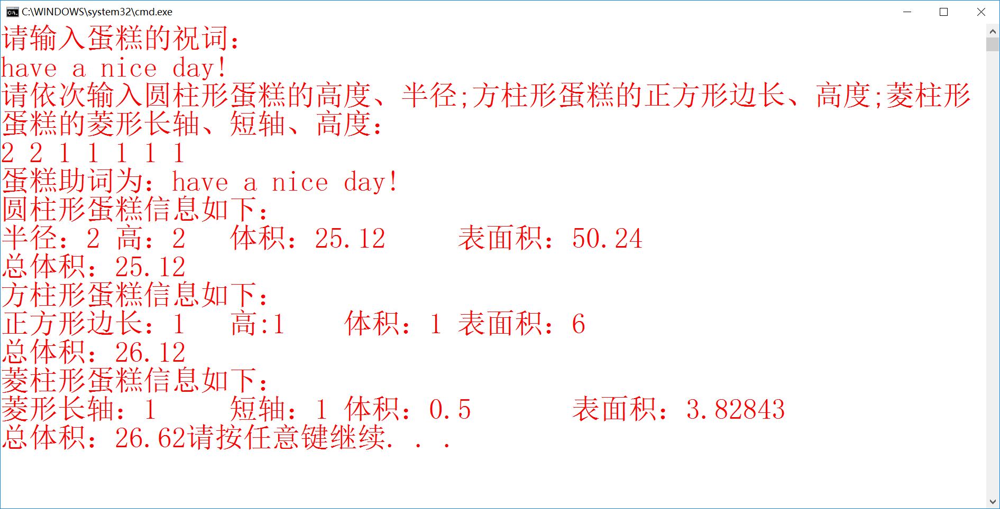 C:\WINDOWS\system32\cmd.exe
请输入蛋糕的祝词：
have a nice day!
请依次输入圆柱形蛋糕的高度、半径;方柱形蛋糕的正方形边长、高度;菱柱形
蛋糕的菱形长轴、短轴、高度：
2 2 1 1 1 1 1
蛋糕助词为：have a nice day!
圆柱形蛋糕信息如下：
半径：2 高：2 体积：25.12 表面积：50.24
总体积：25.12
方柱形蛋糕信息如下：
正方形边长：1 高:1 体积：1 表面积：6
总体积：26.12
菱柱形蛋糕信息如下：
菱形长轴：1 短轴：1 体积：0.5 表面积：3.82843
总体积：26.62请按任意键继续. . .